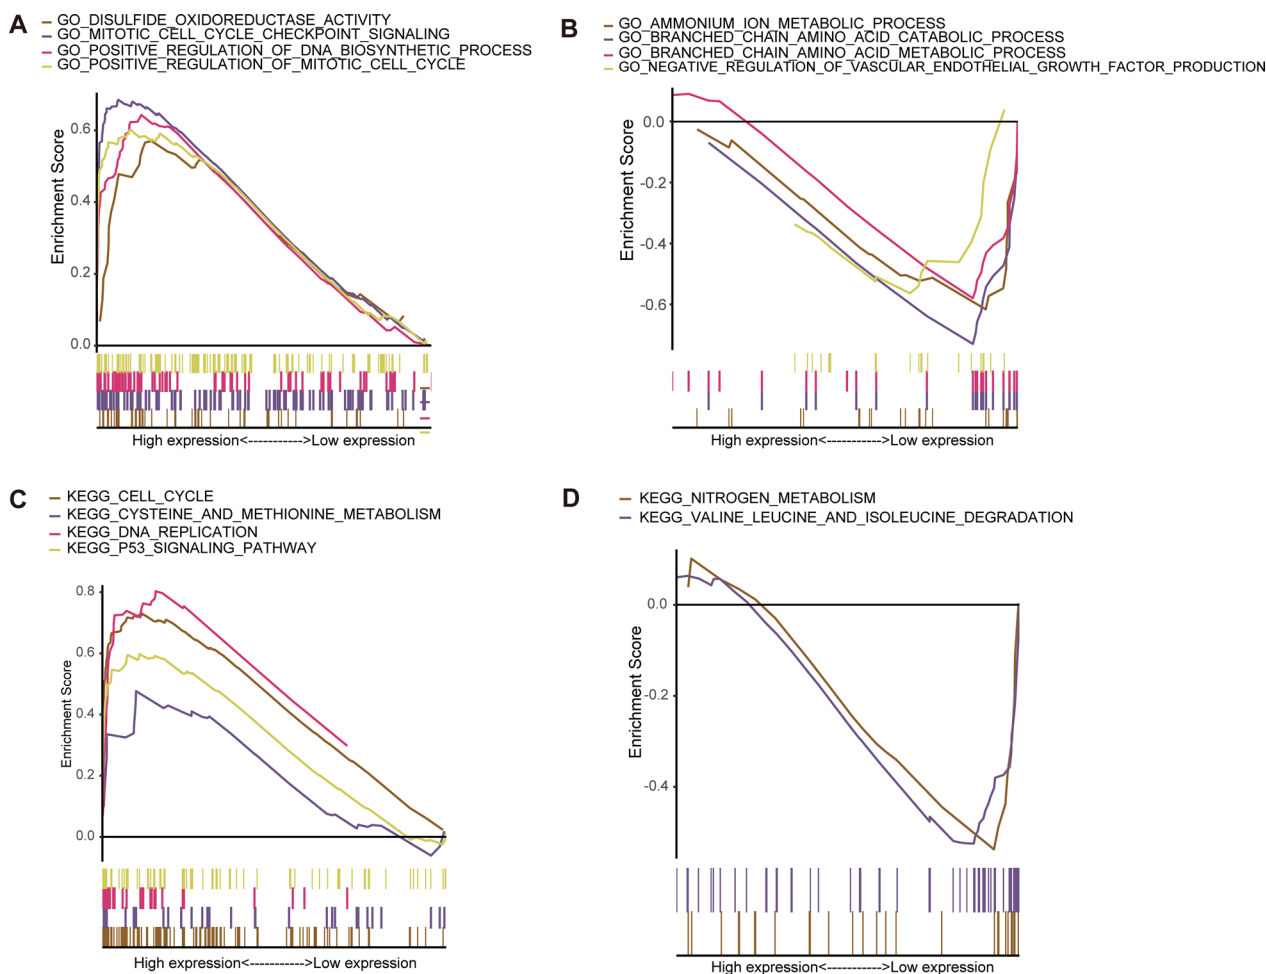 A
GO_DISULFIDE_OXIDOREDUCTASE_ACTIVITY
GO_MITOTIC_CELL_CYCLE_CHECKPOINT_SIGNALING
GO_POSITIVE_REGULATION_OF_DNA_BIOSYNTHETIC_PROCESS
GO_POSITIVE_REGULATION_OF_MITOTIC_CELL_CYCLE
Enrichment Score
0.6
0.4
0.2
0.0
High expression<----------->Low expression
B
GO_AMMONIUM_ION_METABOLIC_PROCESS
GO_BRANCHED_CHAIN_AMINO_ACID_CATABOLIC_PROCESS
GO_BRANCHED_CHAIN_AMINO_ACID_METABOLIC_PROCESS
GO_NEGATIVE_REGULATION_OF_VASCULAR_ENDOTHELIAL_GROWTH_FACTOR_PRODUCTION
Enrichment Score
0.0
-0.2
-0.4
-0.6
High expression<----------->Low expression
C
KEGG_CELL_CYCLE
KEGG_CYSTEINE_AND_METHIONINE_METABOLISM
KEGG_DNA_REPLICATION
KEGG_P53_SIGNALING_PATHWAY
Enrichment Score
0.8
0.6
0.4
0.2
0.0
High expression<----------->Low expression
D
KEGG_NITROGEN_METABOLISM
KEGG_VALINE_LEUCINE_AND_ISOLEUCINE_DEGRADATION
Enrichment Score
0.0
-0.2
-0.4
High expression<----------->Low expression